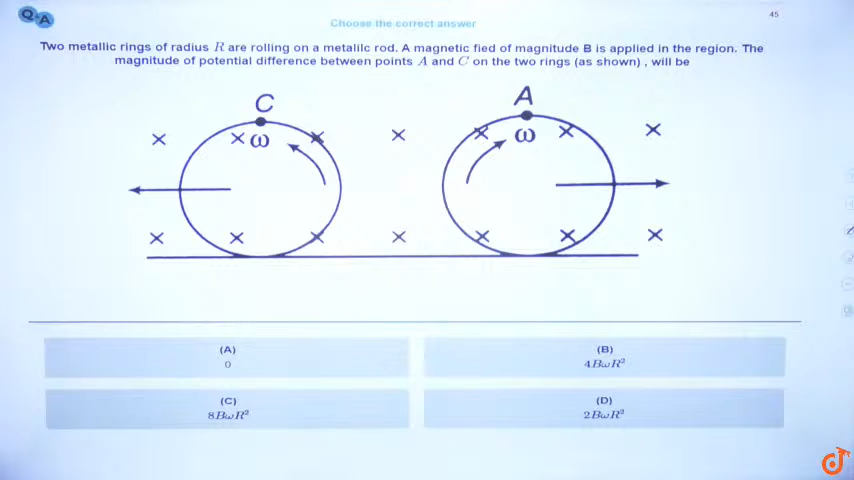 Q&A
45
Choose the correct answer
Two metallic rings of radius R are rolling on a metalilc rod. A magnetic fied of magnitude B is applied in the region. The
magnitude of potential difference between points A and C on the two rings (as shown) , will be
C
A
× × × × × × ×
ω ω
× × × × × × ×
(A)
0
(B)
4BωR²
(C)
8BωR²
(D)
2BωR²